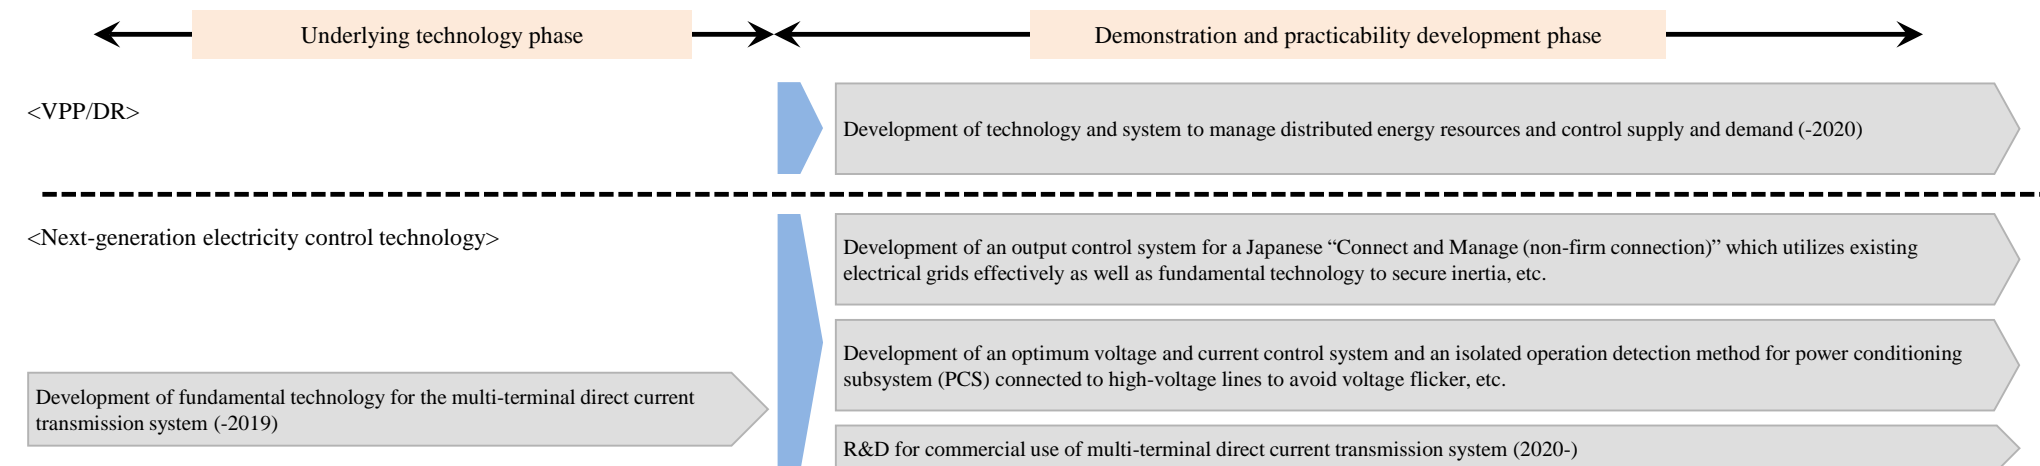 Underlying technology phase
Demonstration and practicability development phase
<VPP/DR>
Development of technology and system to manage distributed energy resources and control supply and demand (-2020)
<Next-generation electricity control technology>
Development of an output control system for a Japanese “Connect and Manage (non-firm connection)” which utilizes existing
electrical grids effectively as well as fundamental technology to secure inertia, etc.
Development of an optimum voltage and current control system and an isolated operation detection method for power conditioning
subsystem (PCS) connected to high-voltage lines to avoid voltage flicker, etc.
Development of fundamental technology for the multi-terminal direct current
transmission system (-2019)
R&D for commercial use of multi-terminal direct current transmission system (2020-)